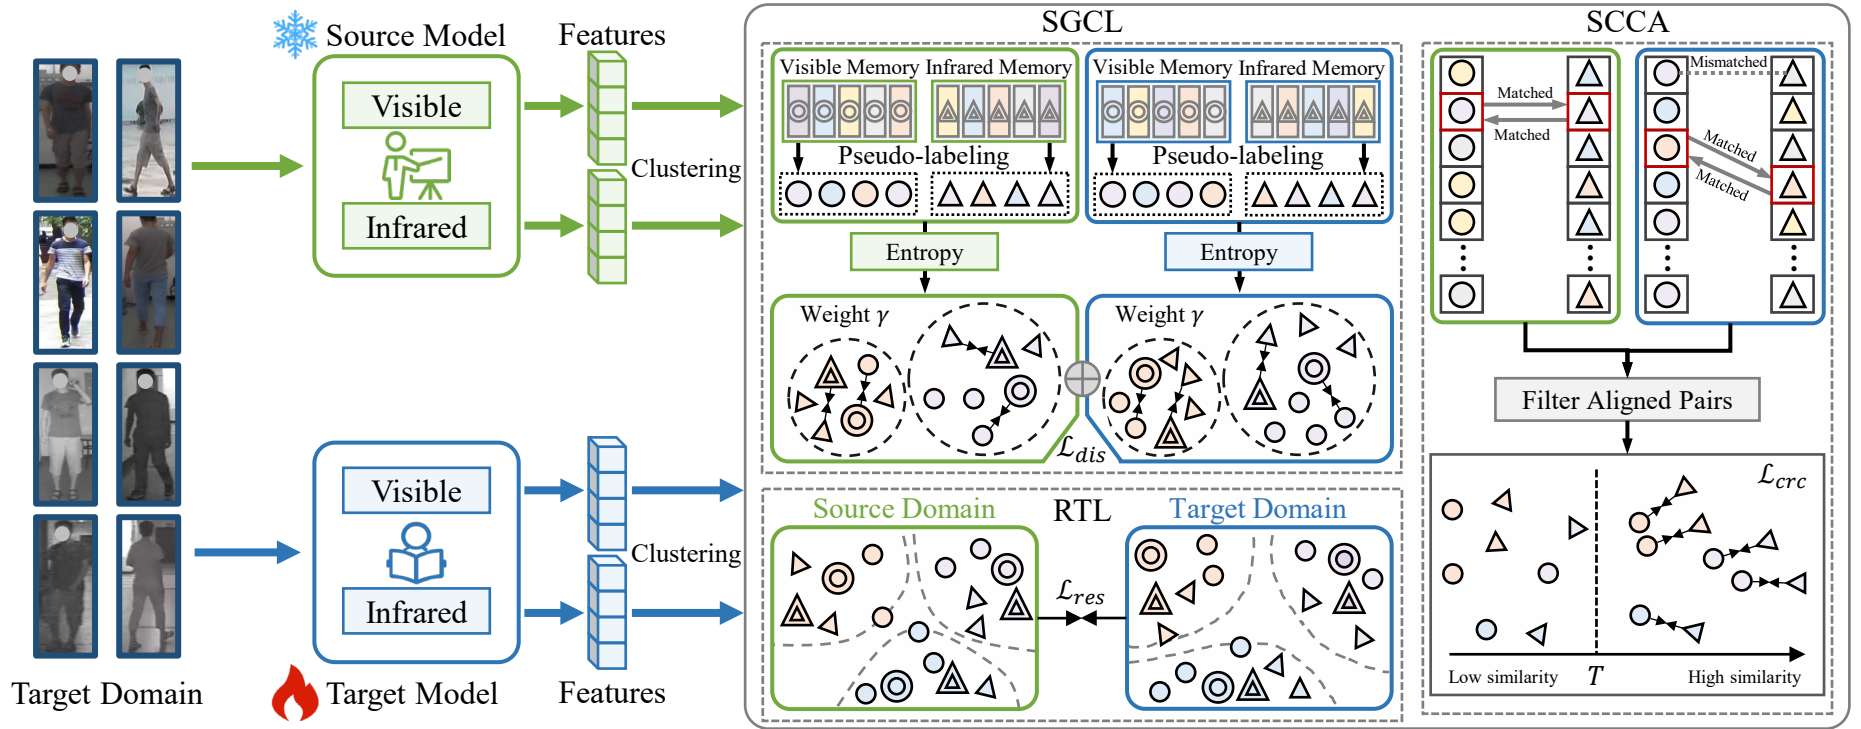 Source Model
Visible
Infrared
Features
Clustering
Target Domain
Visible
Infrared
Target Model
Clustering
Features
SGCL
Visible Memory
Infrared Memory
Pseudo-labeling
Visible Memory
Infrared Memory
Pseudo-labeling
Entropy
Entropy
Weight γ
Weight γ
ℒdis
Source Domain
RTL
Target Domain
ℒres
SCCA
Matched
Matched
Mismatched
Matched
Matched
Filter Aligned Pairs
ℒcrc
Low similarity
T
High similarity